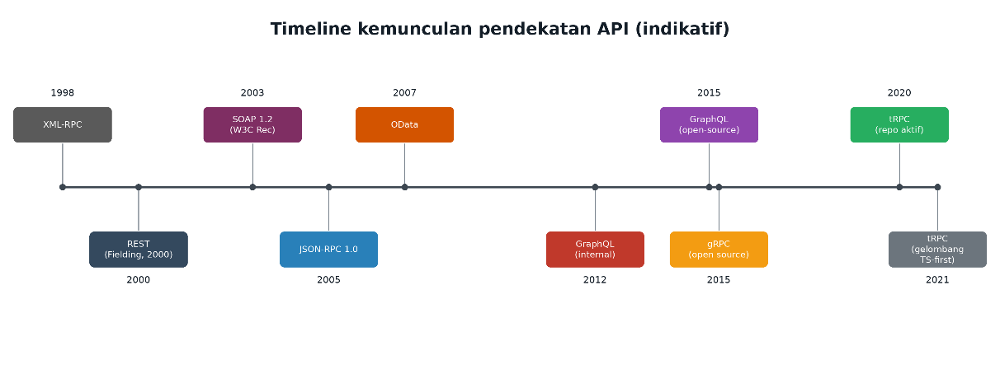 Timeline kemunculan pendekatan API (indikatif)
1998
XML-RPC
2003
SOAP 1.2
(W3C Rec)
2007
OData
2015
GraphQL
(open-source)
2020
tRPC
(repo aktif)
REST
(Fielding, 2000)
2000
JSON-RPC 1.0
2005
GraphQL
(internal)
2012
gRPC
(open source)
2015
tRPC
(gelombang
TS-first)
2021